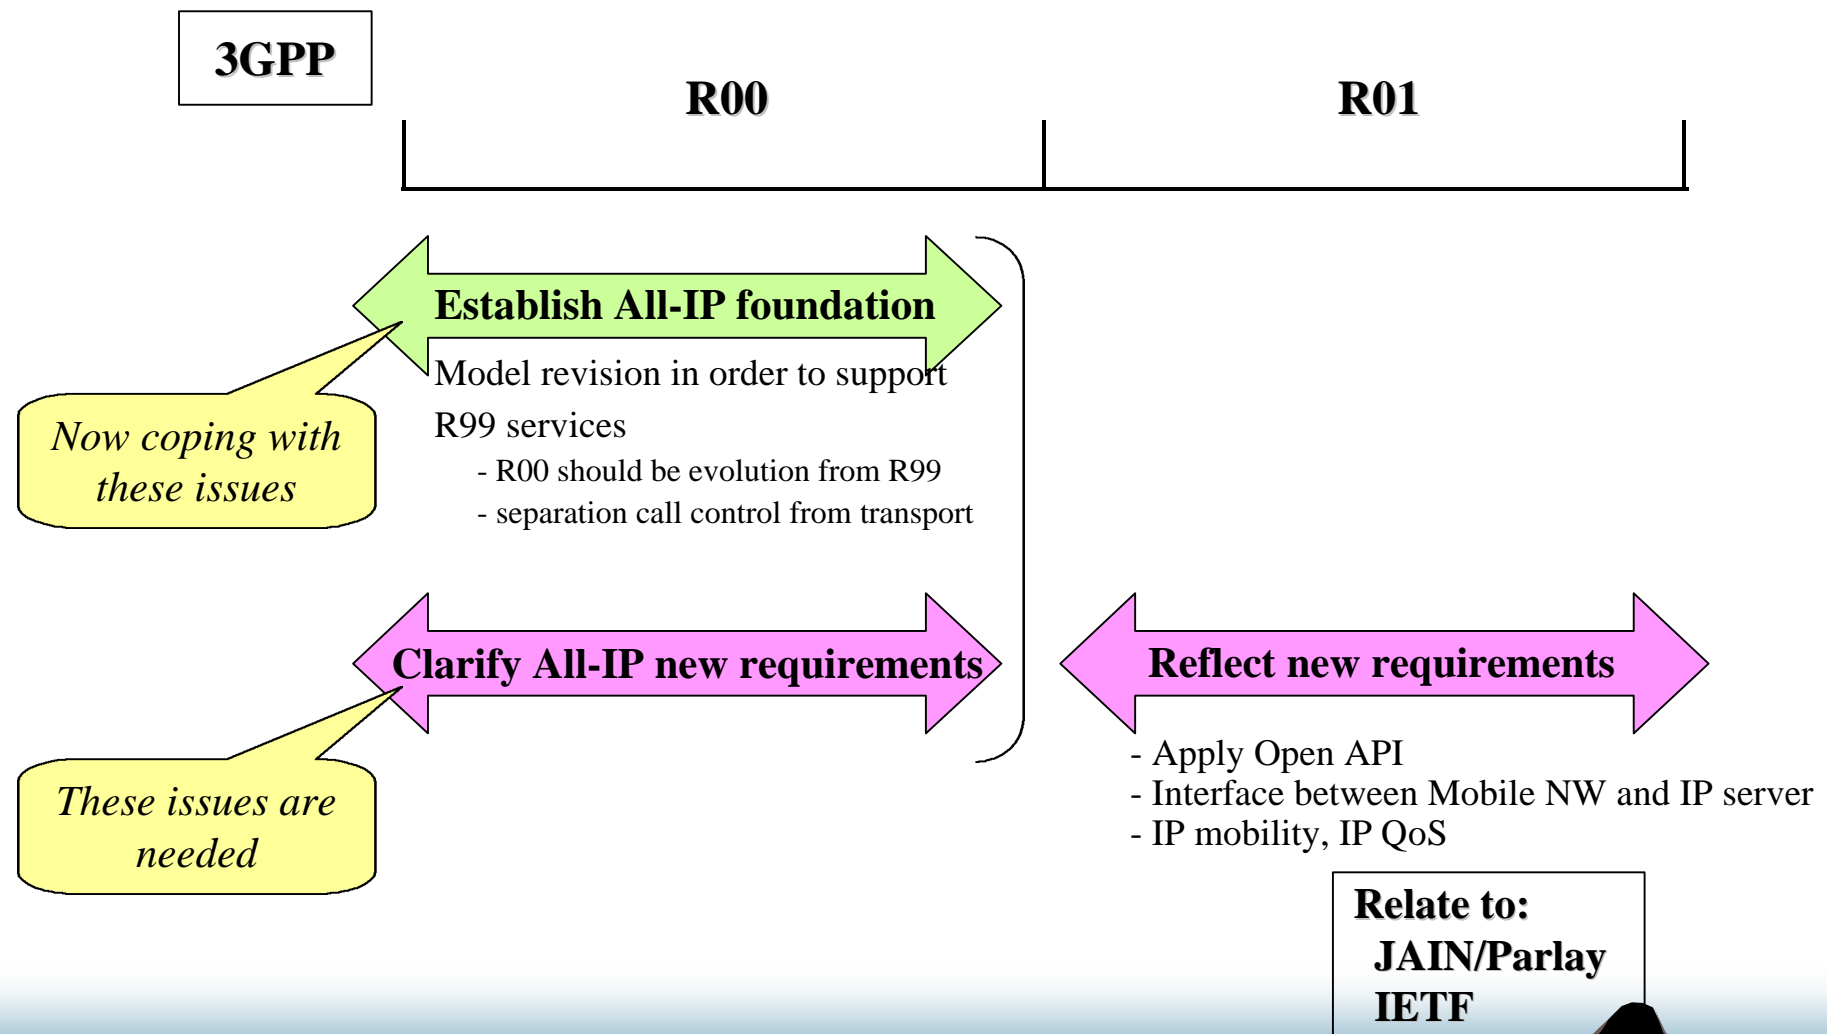 3GPP
R00
R01
Establish All-IP foundation
Model revision in order to support
R99 services
- R00 should be evolution from R99
- separation call control from transport
Now coping with
these issues
Clarify All-IP new requirements
Reflect new requirements
These issues are
needed
- Apply Open API
- Interface between Mobile NW and IP server
- IP mobility, IP QoS
Relate to:
JAIN/Parlay
IETF